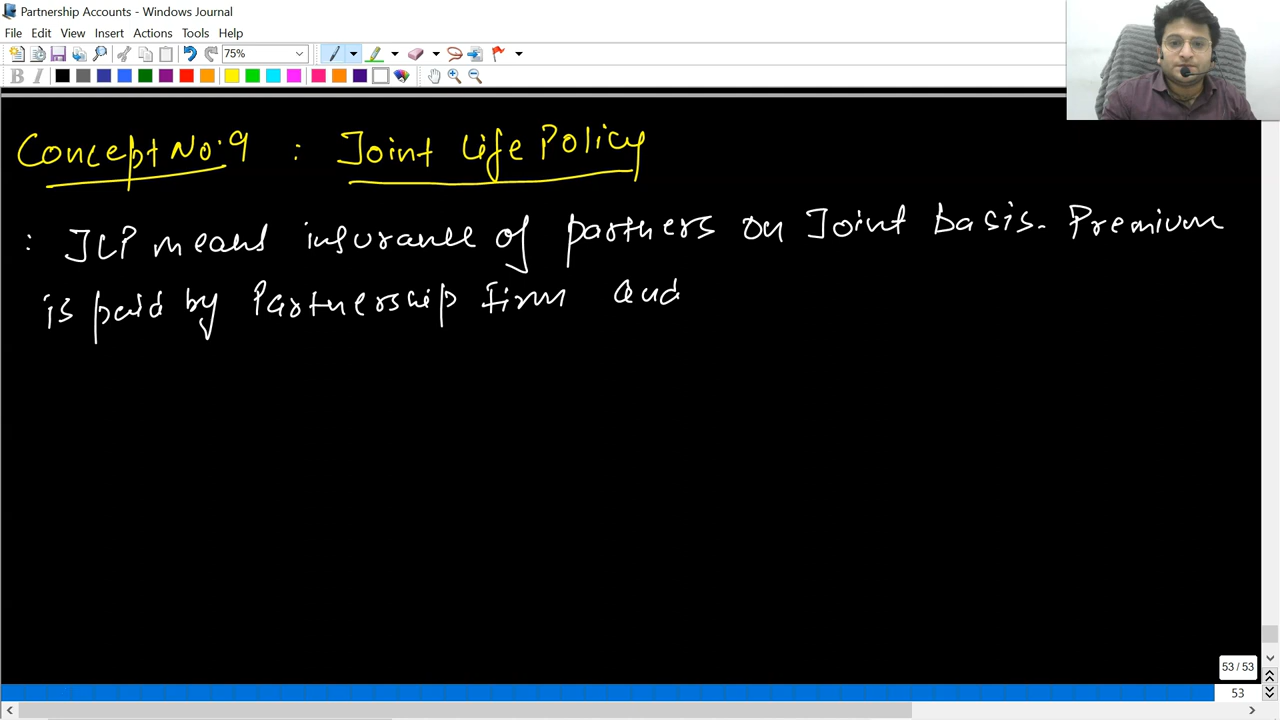 Partnership Accounts - Windows Journal
File Edit View Insert Actions Tools Help
75%
B I
Concept No.9 : Joint Life Policy
: JLP means insurance of partners on Joint basis. Premium
is paid by Partnership Firm and
53 / 53
53